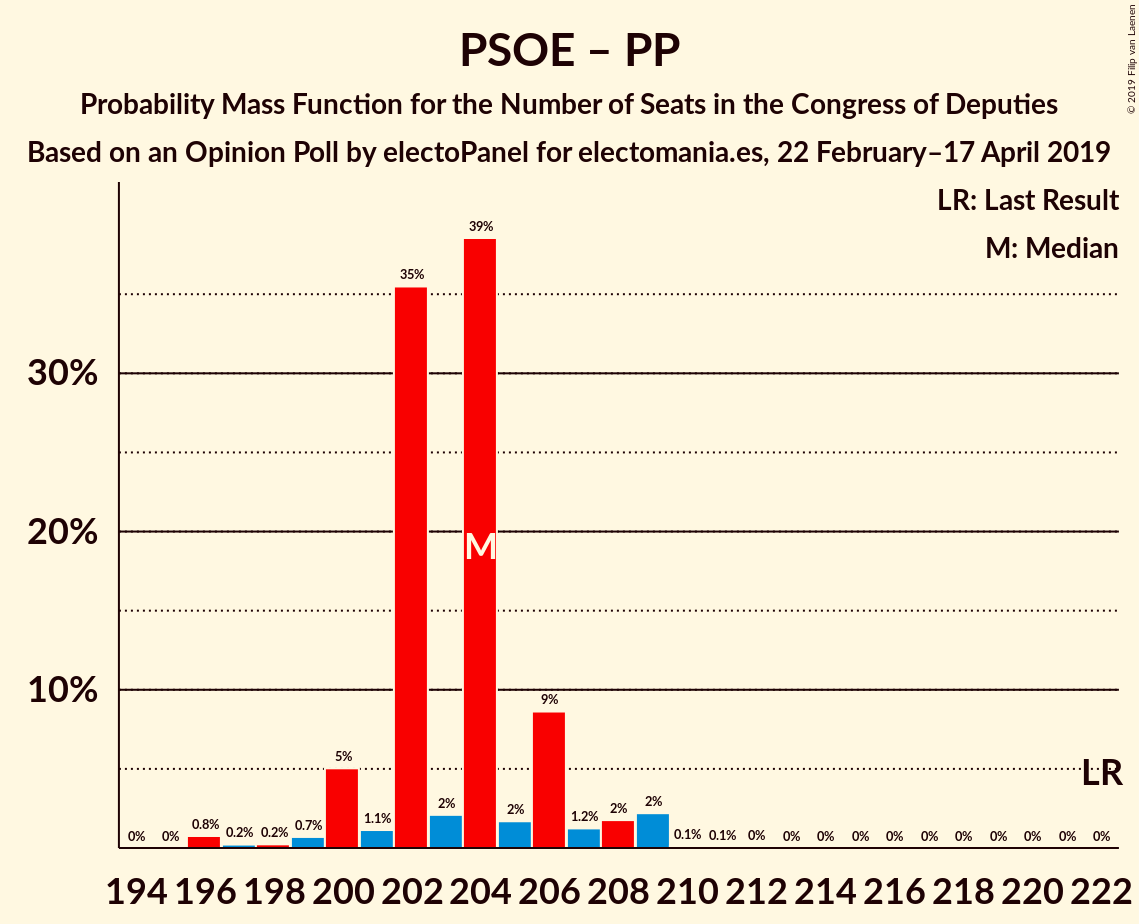 © 2019 Filip van Laenen
PSOE – PP
Probability Mass Function for the Number of Seats in the Congress of Deputies
Based on an Opinion Poll by electoPanel for electomania.es, 22 February–17 April 2019
LR: Last Result
M: Median
30%
20%
10%
0% 0% 0.8% 0.2% 0.2% 0.7% 5% 1.1% 35% 2% 39% 2% 9% 1.2% 2% 2% 0.1% 0.1% 0% 0% 0% 0% 0% 0% 0% 0% 0% 0% 0%
M
LR
194 196 198 200 202 204 206 208 210 212 214 216 218 220 222